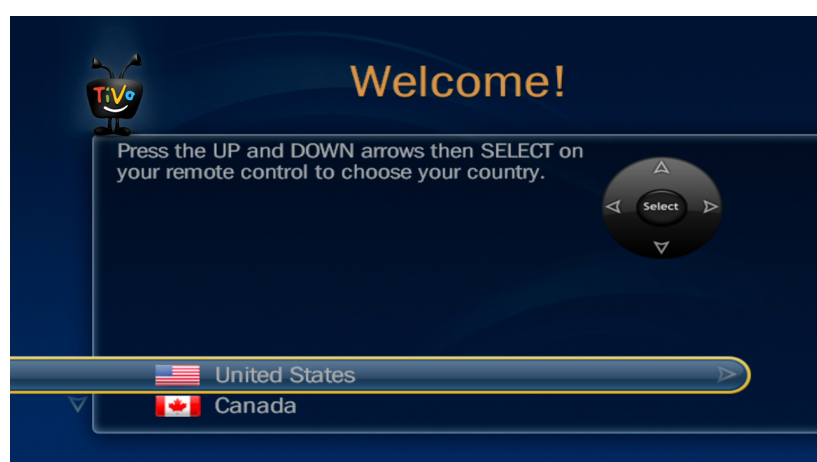 Welcome!
TiVo
Press the UP and DOWN arrows then SELECT on
your remote control to choose your country.
Select
United States
Canada